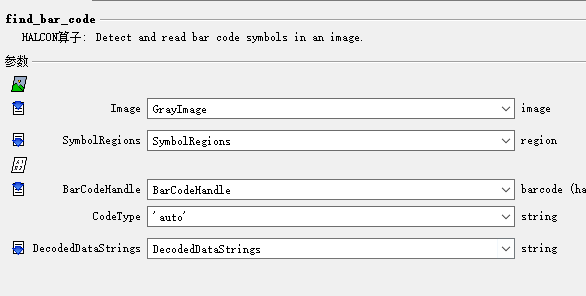 find_bar_code
HALCON算子: Detect and read bar code symbols in an image.
参数
Image GrayImage image
SymbolRegions SymbolRegions region
BarCodeHandle BarCodeHandle barcode (ha
CodeType 'auto' string
DecodedDataStrings DecodedDataStrings string